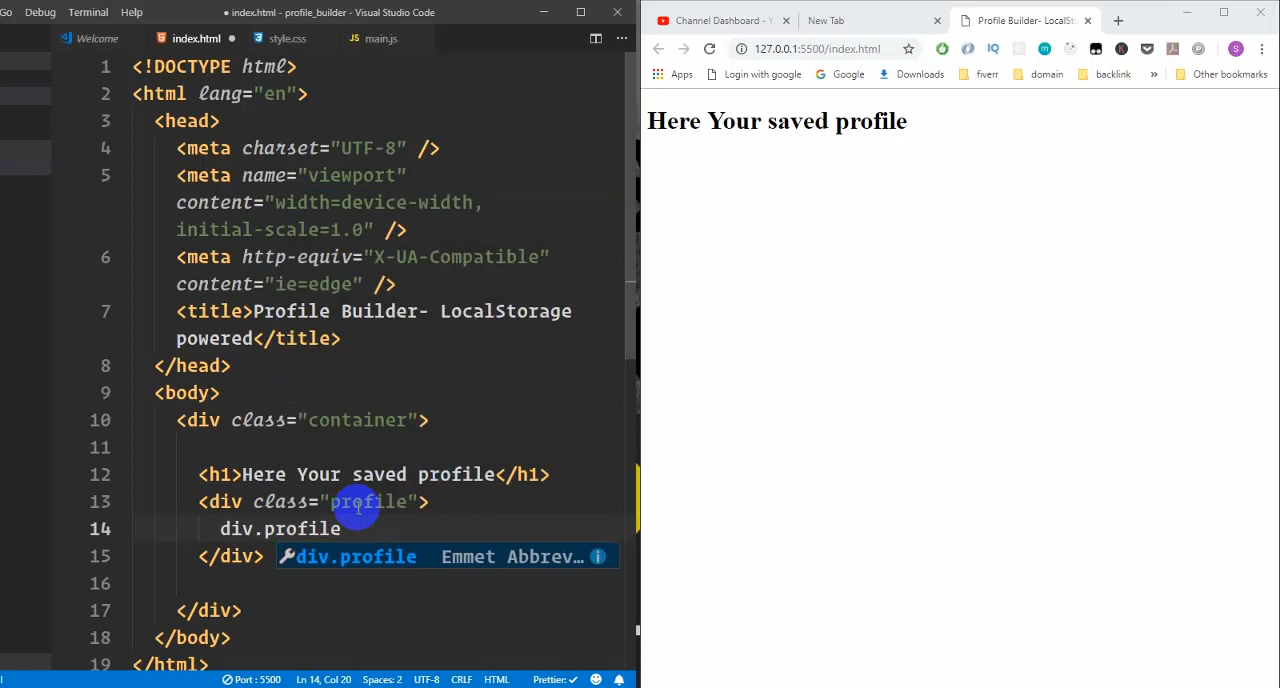 Go Debug Terminal Help
● index.html - profile_builder - Visual Studio Code
Welcome
index.html
style.css
JS main.js
1 <!DOCTYPE html>
2 <html lang="en">
3 <head>
4 <meta charset="UTF-8" />
5 <meta name="viewport"
content="width=device-width,
initial-scale=1.0" />
6 <meta http-equiv="X-UA-Compatible"
content="ie=edge" />
7 <title>Profile Builder- LocalStorage
powered</title>
8 </head>
9 <body>
10 <div class="container">
11
12 <h1>Here Your saved profile</h1>
13 <div class="profile">
14 div.profile
15 </div>
div.profile Emmet Abbrev...
16
17 </div>
18 </body>
19 </html>
Port : 5500 Ln 14, Col 20 Spaces: 2 UTF-8 CRLF HTML Prettier: ✓
Channel Dashboard - Y
New Tab
Profile Builder- LocalSto
127.0.0.1:5500/index.html
IQ
S
Apps Login with google Google Downloads fiverr domain backlink » Other bookmarks
Here Your saved profile